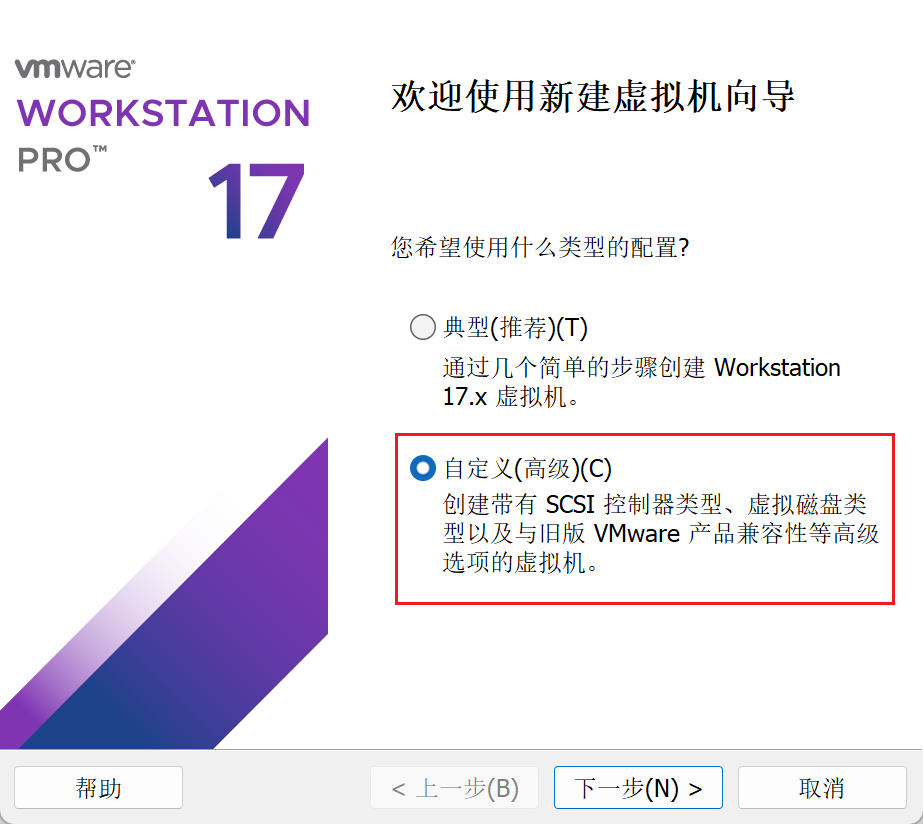 vmware®
WORKSTATION
PRO™
17
欢迎使用新建虚拟机向导
您希望使用什么类型的配置?
典型(推荐)(T)
通过几个简单的步骤创建 Workstation
17.x 虚拟机。
自定义(高级)(C)
创建带有 SCSI 控制器类型、虚拟磁盘类
型以及与旧版 VMware 产品兼容性等高级
选项的虚拟机。
帮助
< 上一步(B)
下一步(N) >
取消